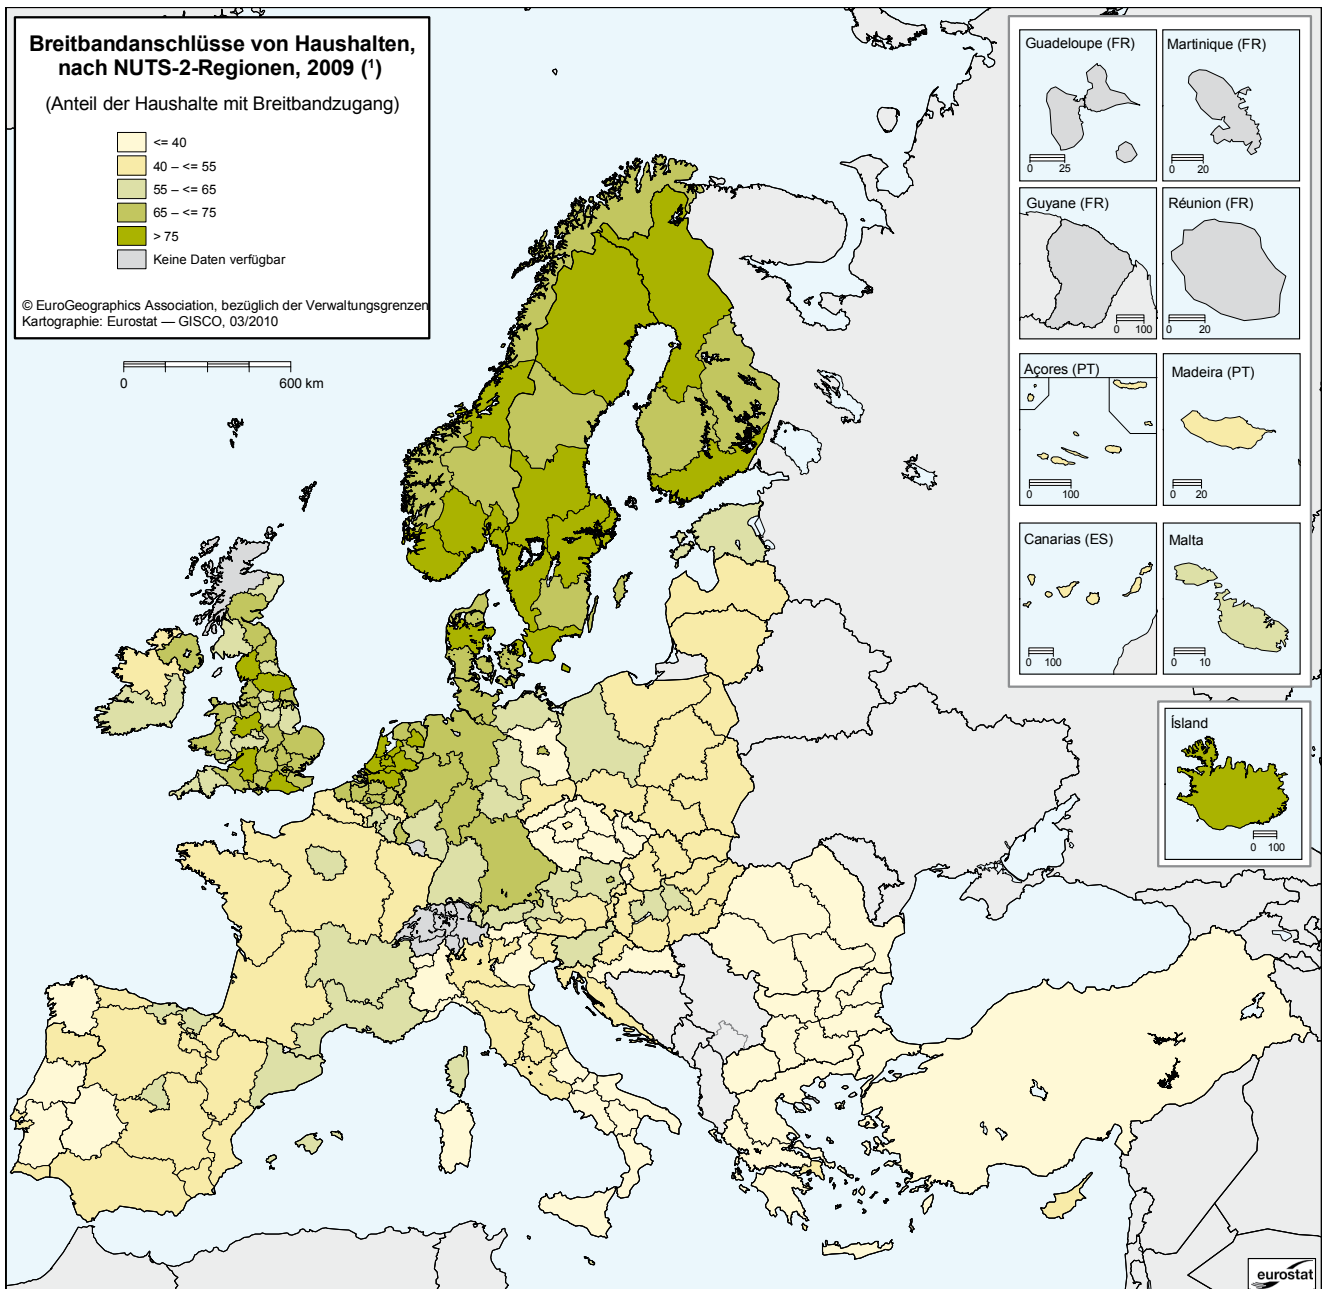 Breitbandanschlüsse von Haushalten,
nach NUTS-2-Regionen, 2009 (¹)
(Anteil der Haushalte mit Breitbandzugang)
<= 40
40 – <= 55
55 – <= 65
65 – <= 75
> 75
Keine Daten verfügbar
© EuroGeographics Association, bezüglich der Verwaltungsgrenzen
Kartographie: Eurostat — GISCO, 03/2010
0 600 km
Guadeloupe (FR)
0 25
Martinique (FR)
0 20
Guyane (FR)
0 100
Réunion (FR)
0 20
Açores (PT)
0 100
Madeira (PT)
0 20
Canarias (ES)
0 100
Malta
0 10
Ísland
0 100
eurostat